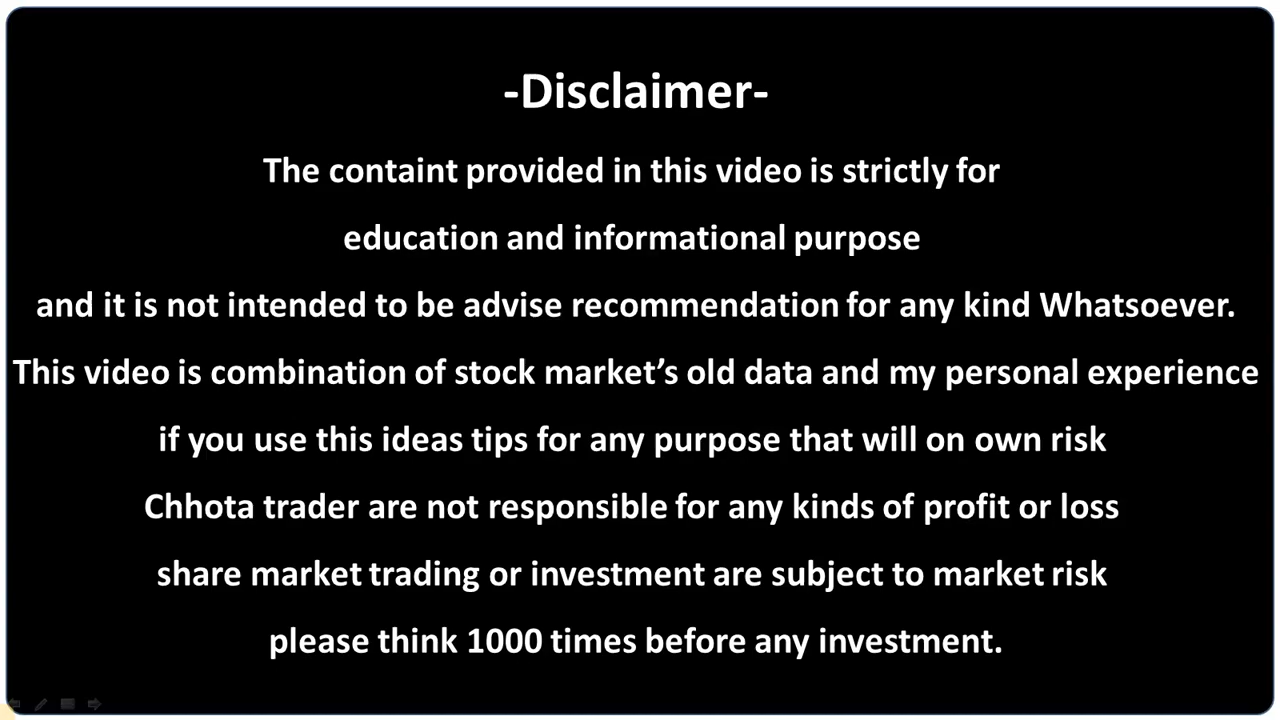 -Disclaimer-
The containt provided in this video is strictly for
education and informational purpose
and it is not intended to be advise recommendation for any kind Whatsoever.
This video is combination of stock market’s old data and my personal experience
if you use this ideas tips for any purpose that will on own risk
Chhota trader are not responsible for any kinds of profit or loss
share market trading or investment are subject to market risk
please think 1000 times before any investment.